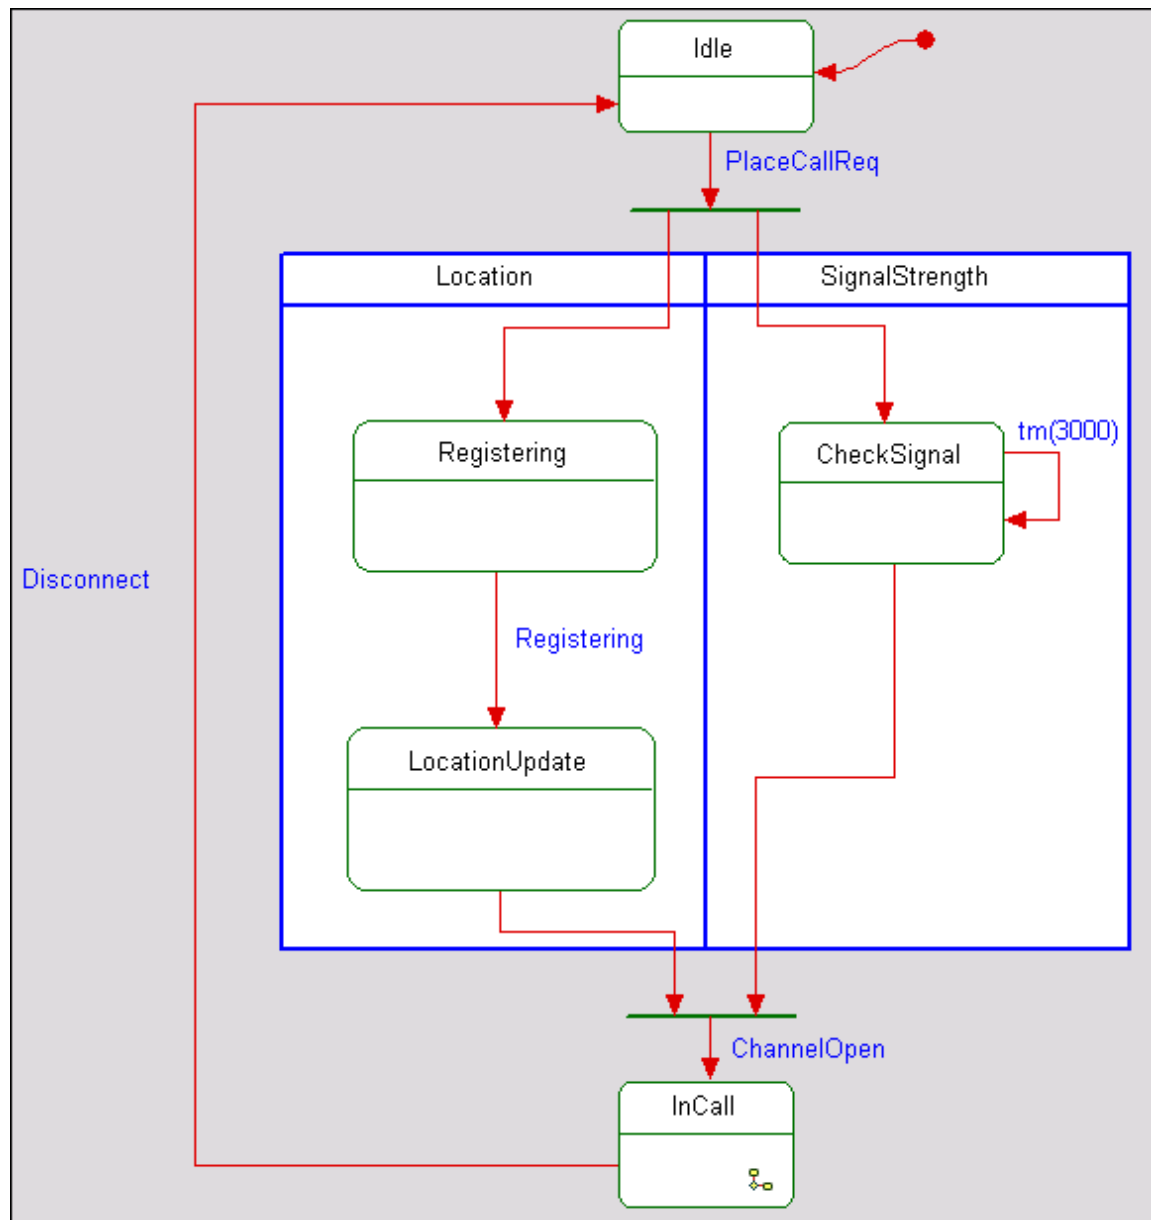 Idle
PlaceCallReq
Location
SignalStrength
Registering
CheckSignal
tm(3000)
Disconnect
Registering
LocationUpdate
ChannelOpen
InCall